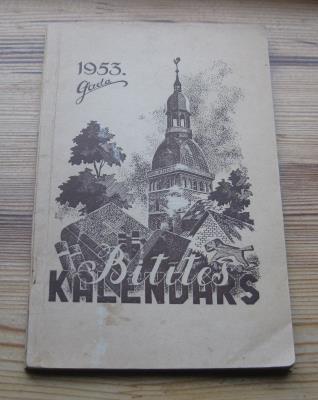 1953.
Gada
Bitītes
KALENDĀRS